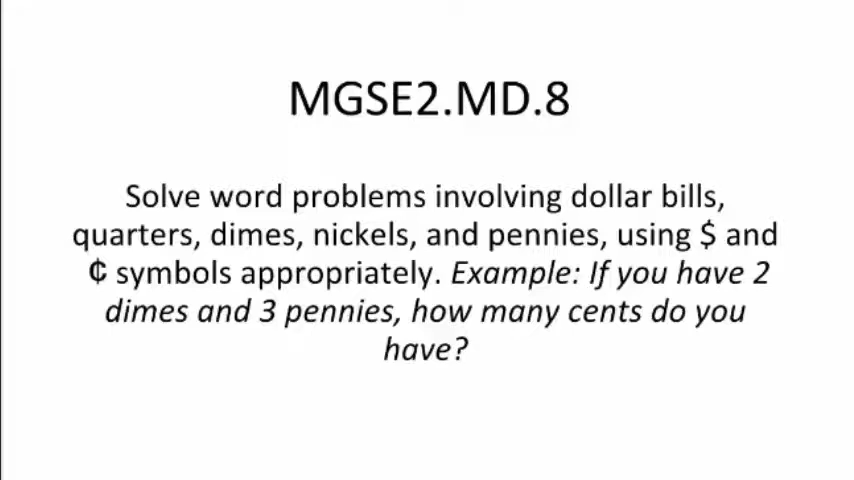 MGSE2.MD.8
Solve word problems involving dollar bills,
quarters, dimes, nickels, and pennies, using $ and
¢ symbols appropriately. Example: If you have 2
dimes and 3 pennies, how many cents do you
have?